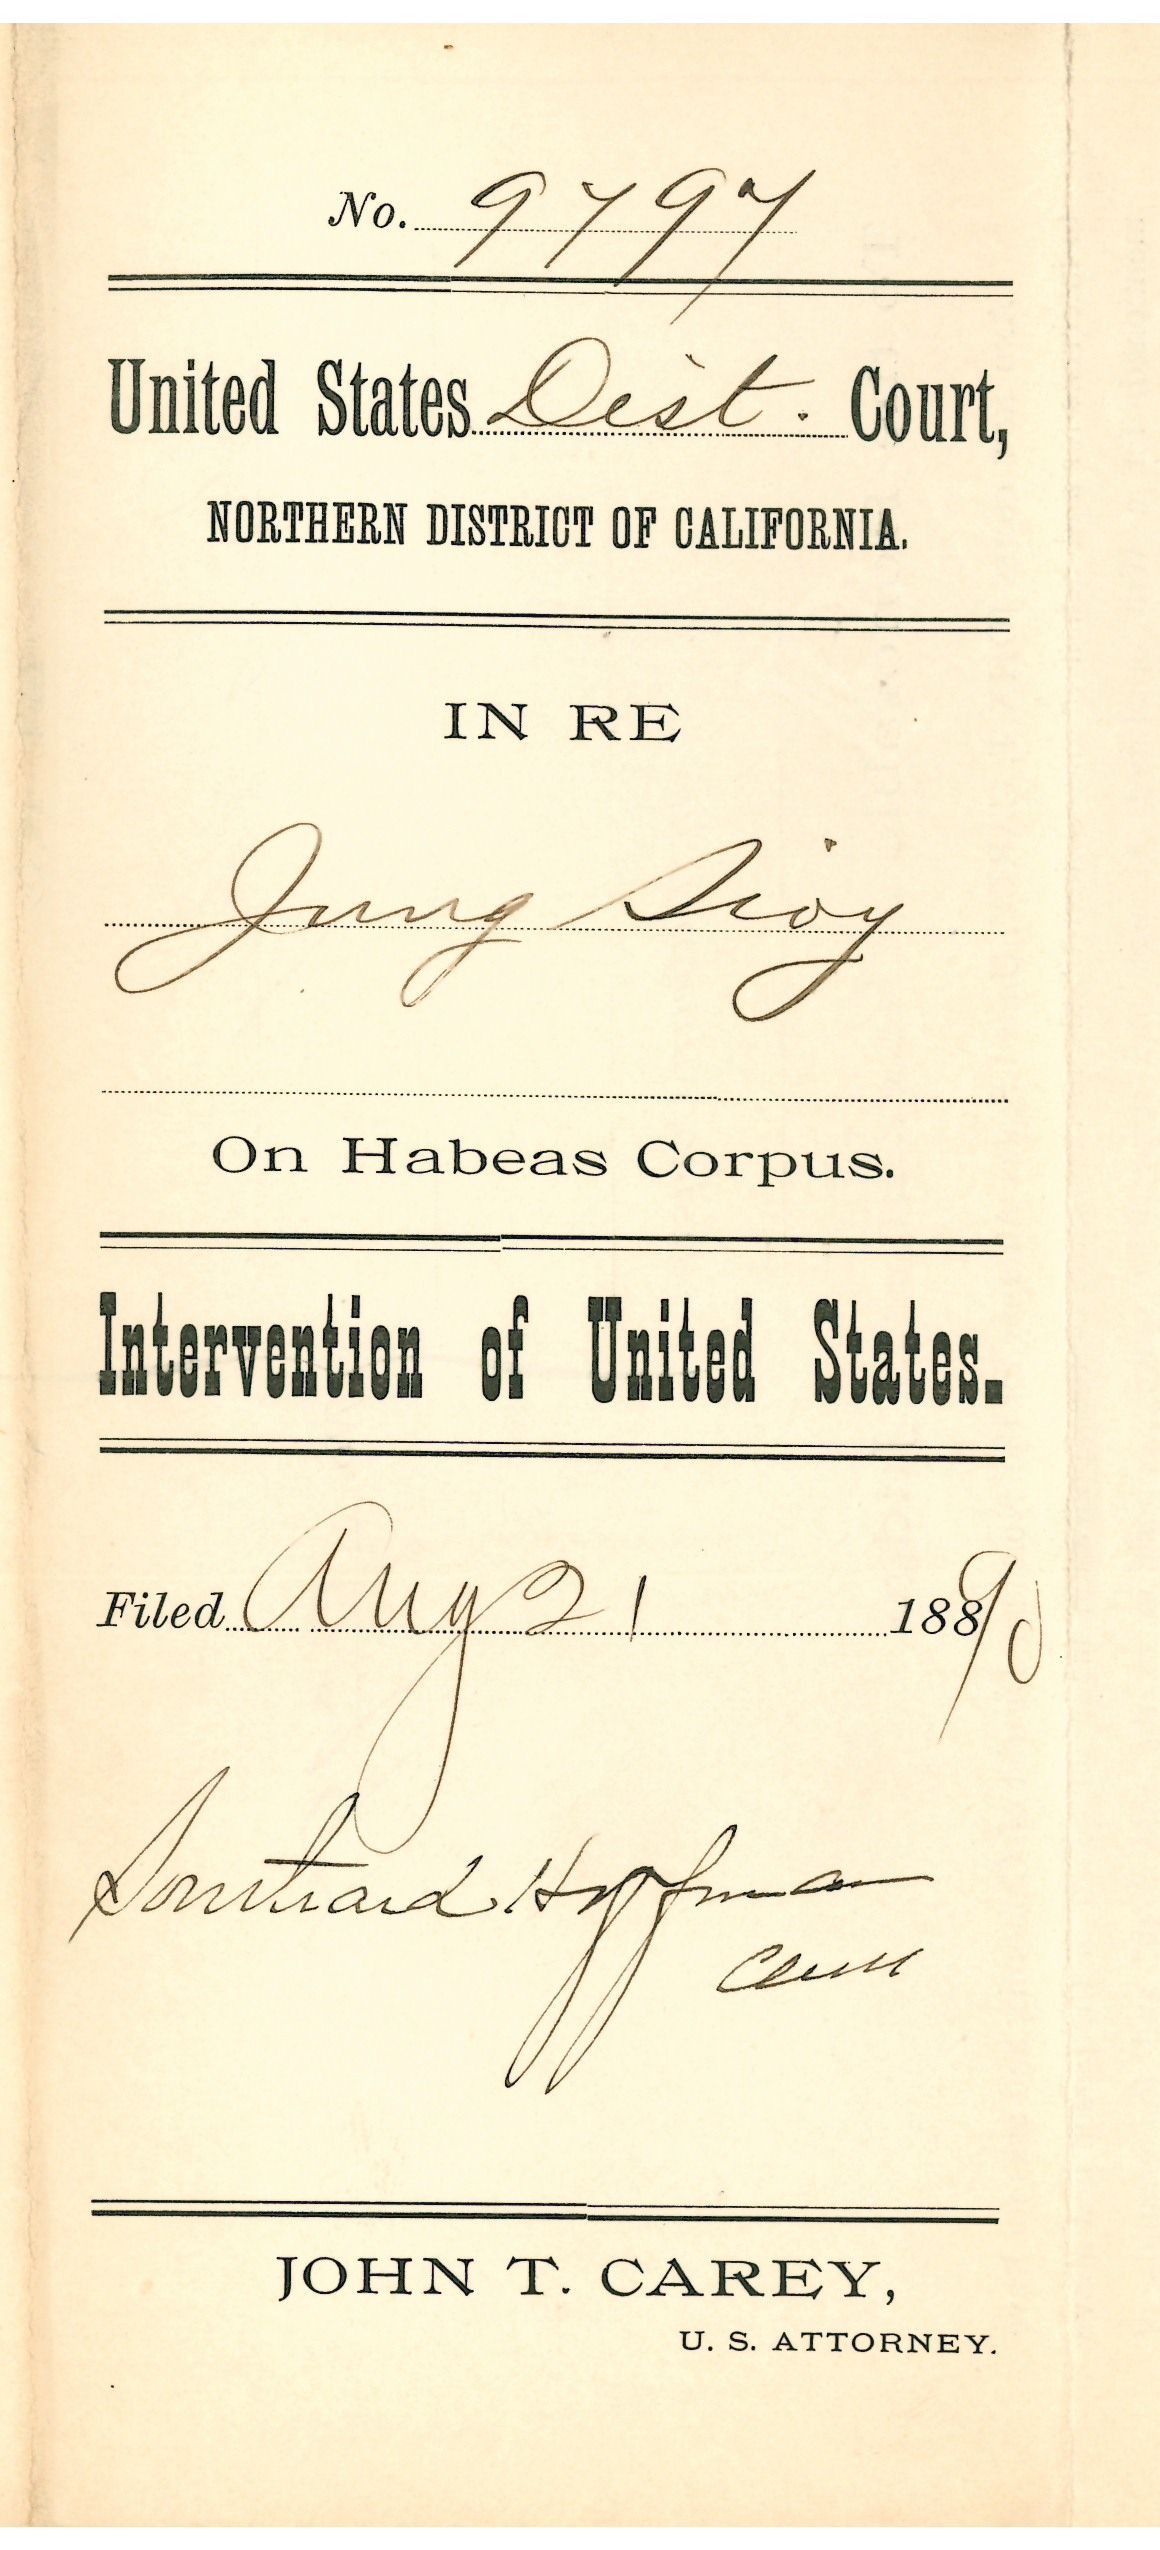 No. 9797
United States Dist. Court,
NORTHERN DISTRICT OF CALIFORNIA.
IN RE
Jung Sioy
On Habeas Corpus.
Intervention of United States.
Filed Aug 21 1890
Southard Hoffman
Clerk
JOHN T. CAREY,
U. S. ATTORNEY.